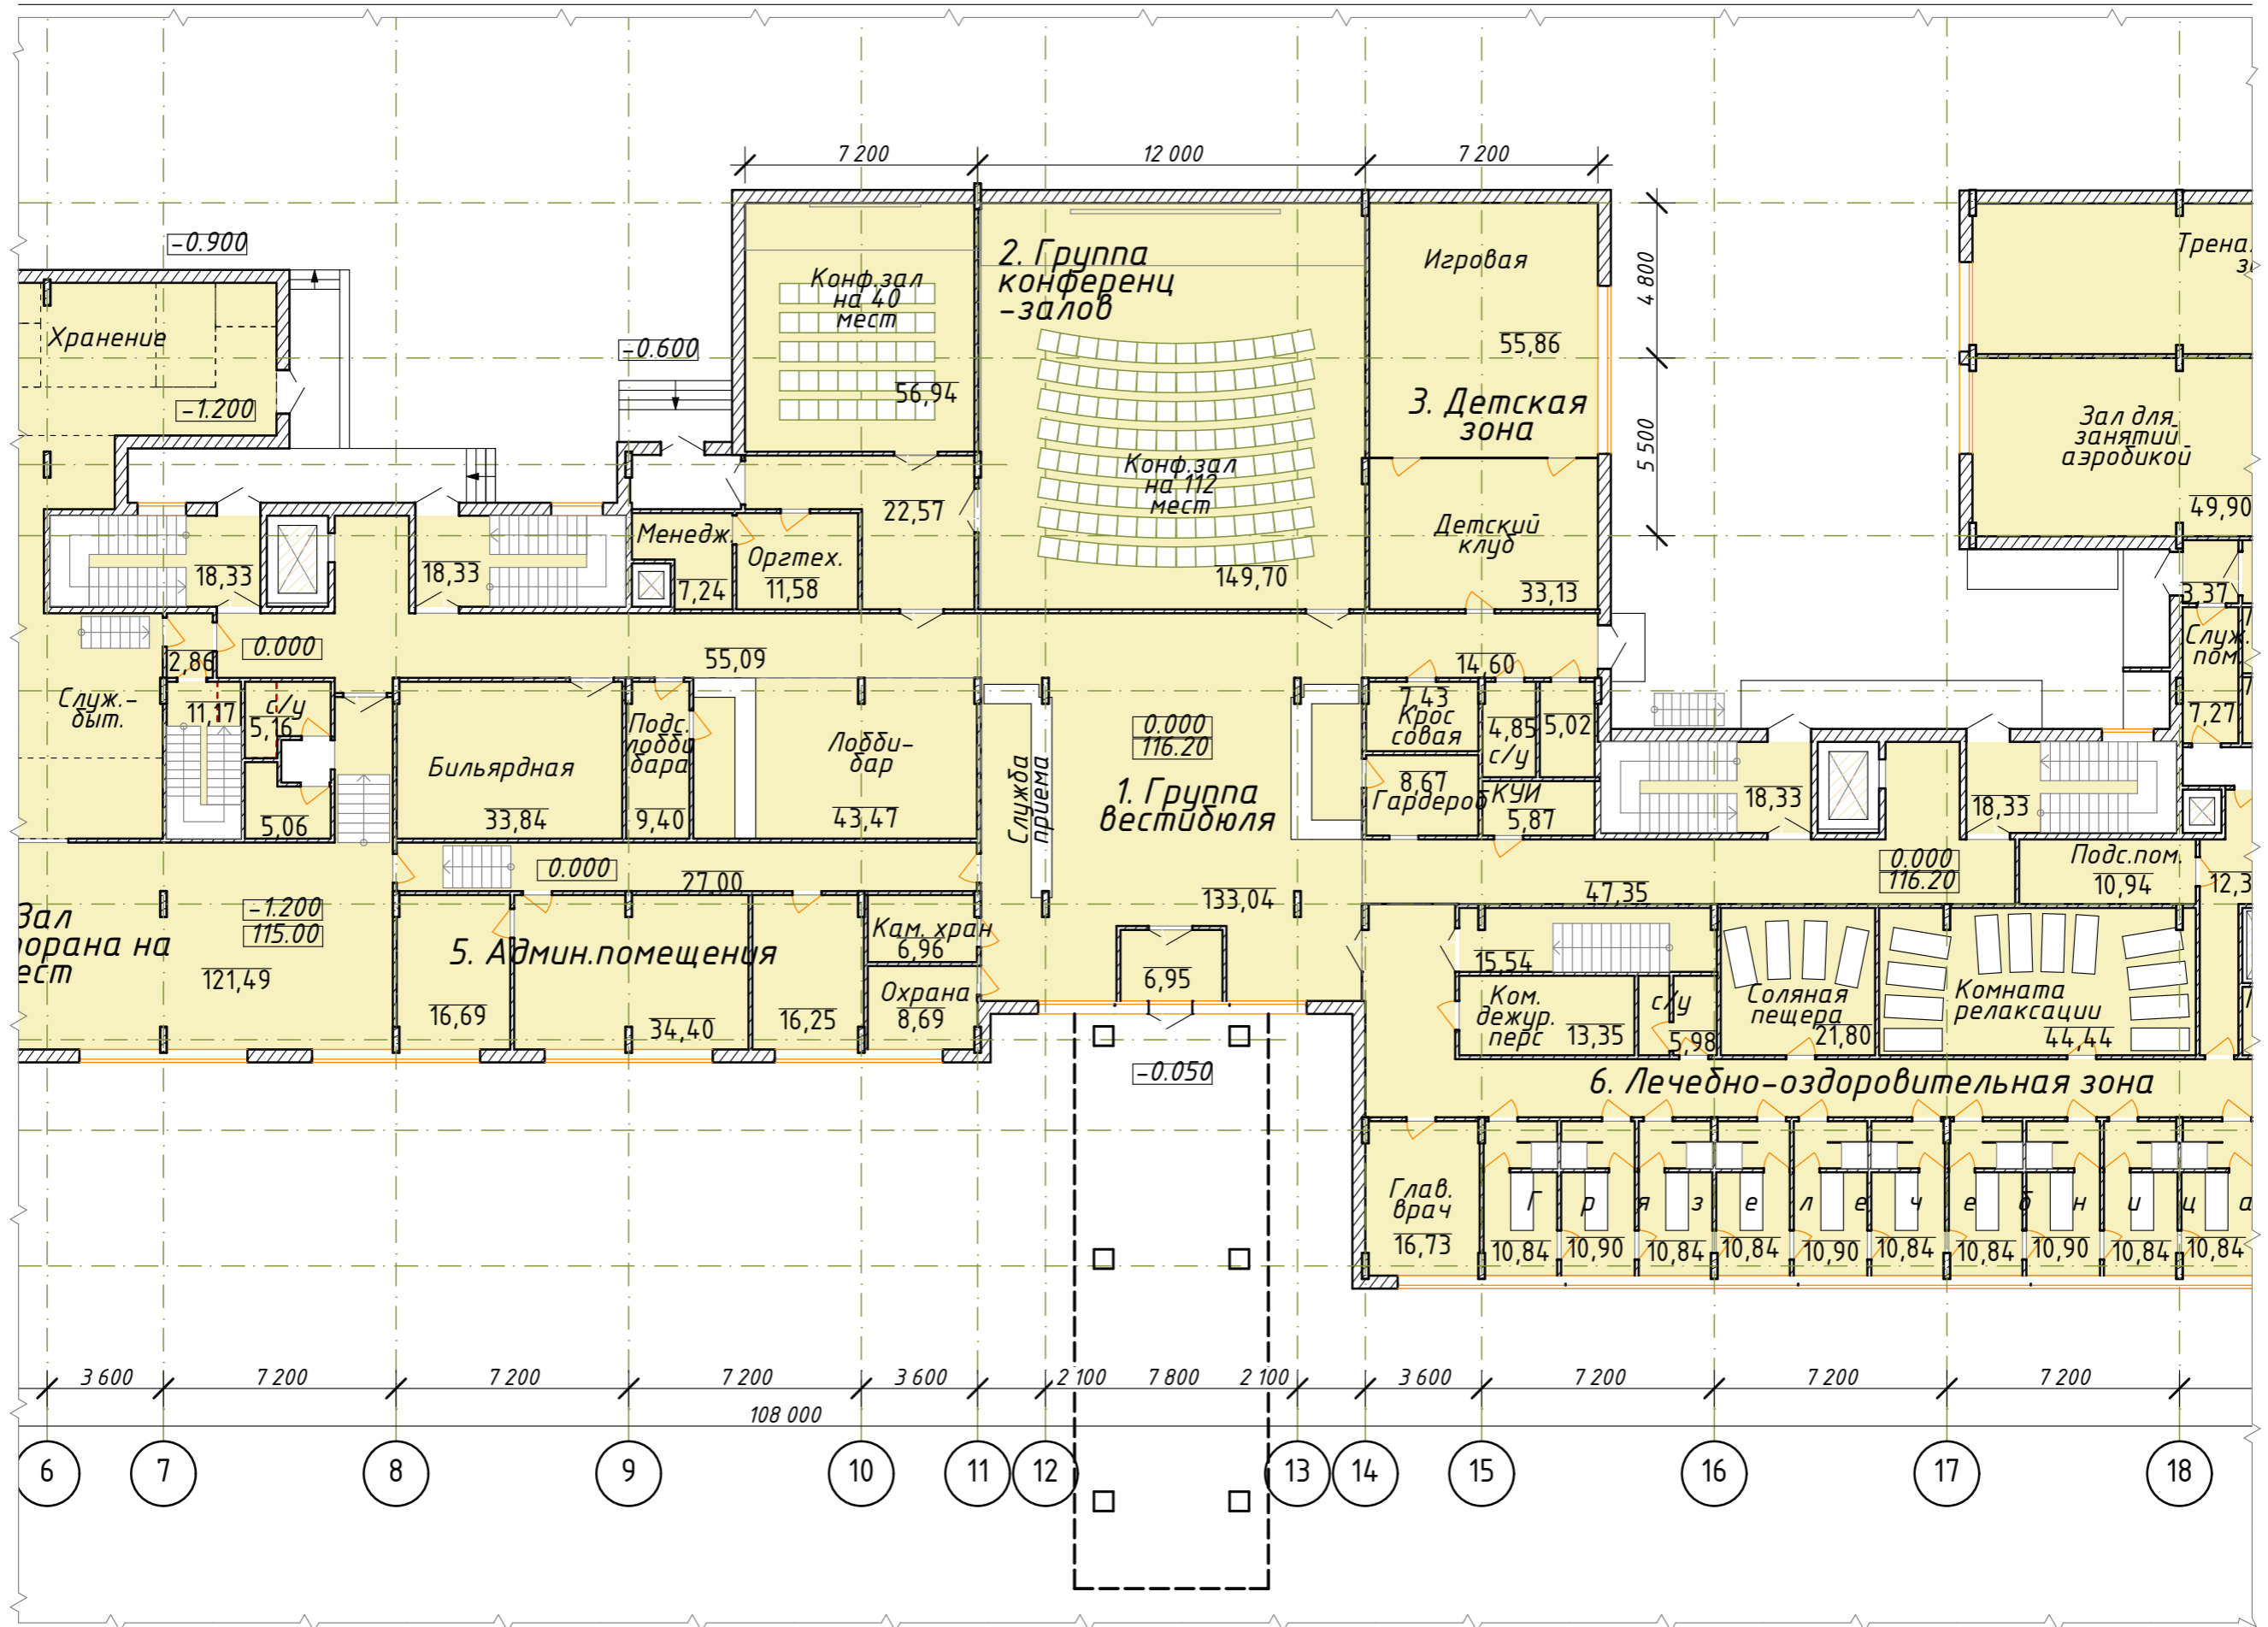 7 200
12 000
7 200
-0.900
Хранение
-1.200
-0.600
Конф.зал
на 40
мест
56,94
2. Группа
конференц
-залов
Конф.зал
на 112
мест
149,70
Игровая
55,86
3. Детская
зона
Детский
клуб
33,13
4 800
5 500
Зал для
занятий
аэробикой
49,90
18,33
18,33
Менедж.
7,24
Оргтех.
11,58
22,57
3,37
Служ.
пом.
7,27
2,86
0.000
55,09
14,60
Служ.-
быт.
11,17
с/у
5,16
5,06
Бильярдная
33,84
Подс.
лобби
бара
9,40
Лобби-
бар
43,47
Служба
приема
0.000
116.20
1. Группа
вестибюля
133,04
7,43
Крос
совая
4,85
с/у
5,02
8,67
Гардероб
КУИ
5,87
18,33
18,33
0.000
116.20
Подс.пом.
10,94
47,35
0.000
27,00
Зал
-1.200
115.00
121,49
5. Админ.помещения
16,69
34,40
16,25
Кам. хран
6,96
Охрана
8,69
6,95
-0.050
15,54
Ком.
дежур.
перс
13,35
с/у
5,98
Соляная
пещера
21,80
Комната
релаксации
44,44
6. Лечебно-оздоровительная зона
Глав.
врач
16,73
Г р я з е л е ч е б н и ц а
10,84 10,90 10,84 10,84 10,90 10,84 10,84 10,90 10,84 10,84
3 600 7 200 7 200 7 200 3 600 2 100 7 800 2 100 3 600 7 200 7 200 7 200
108 000
6 7 8 9 10 11 12 13 14 15 16 17 18